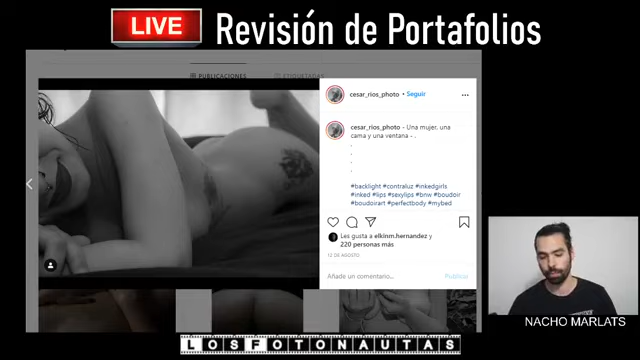 LIVE Revisión de Portafolios
PUBLICACIONES ETIQUETADAS
cesar_rios_photo • Seguir
cesar_rios_photo - Una mujer, una
cama y una ventana - .
.
.
.
.
#backlight #contraluz #inkedgirls
#inked #lips #sexylips #bnw #boudoir
#boudoirart #perfectbody #mybed
Les gusta a elkinm.hernandez y
220 personas más
12 DE AGOSTO
Añade un comentario... Publicar
NACHO MARLATS
LOSFOTONAUTAS